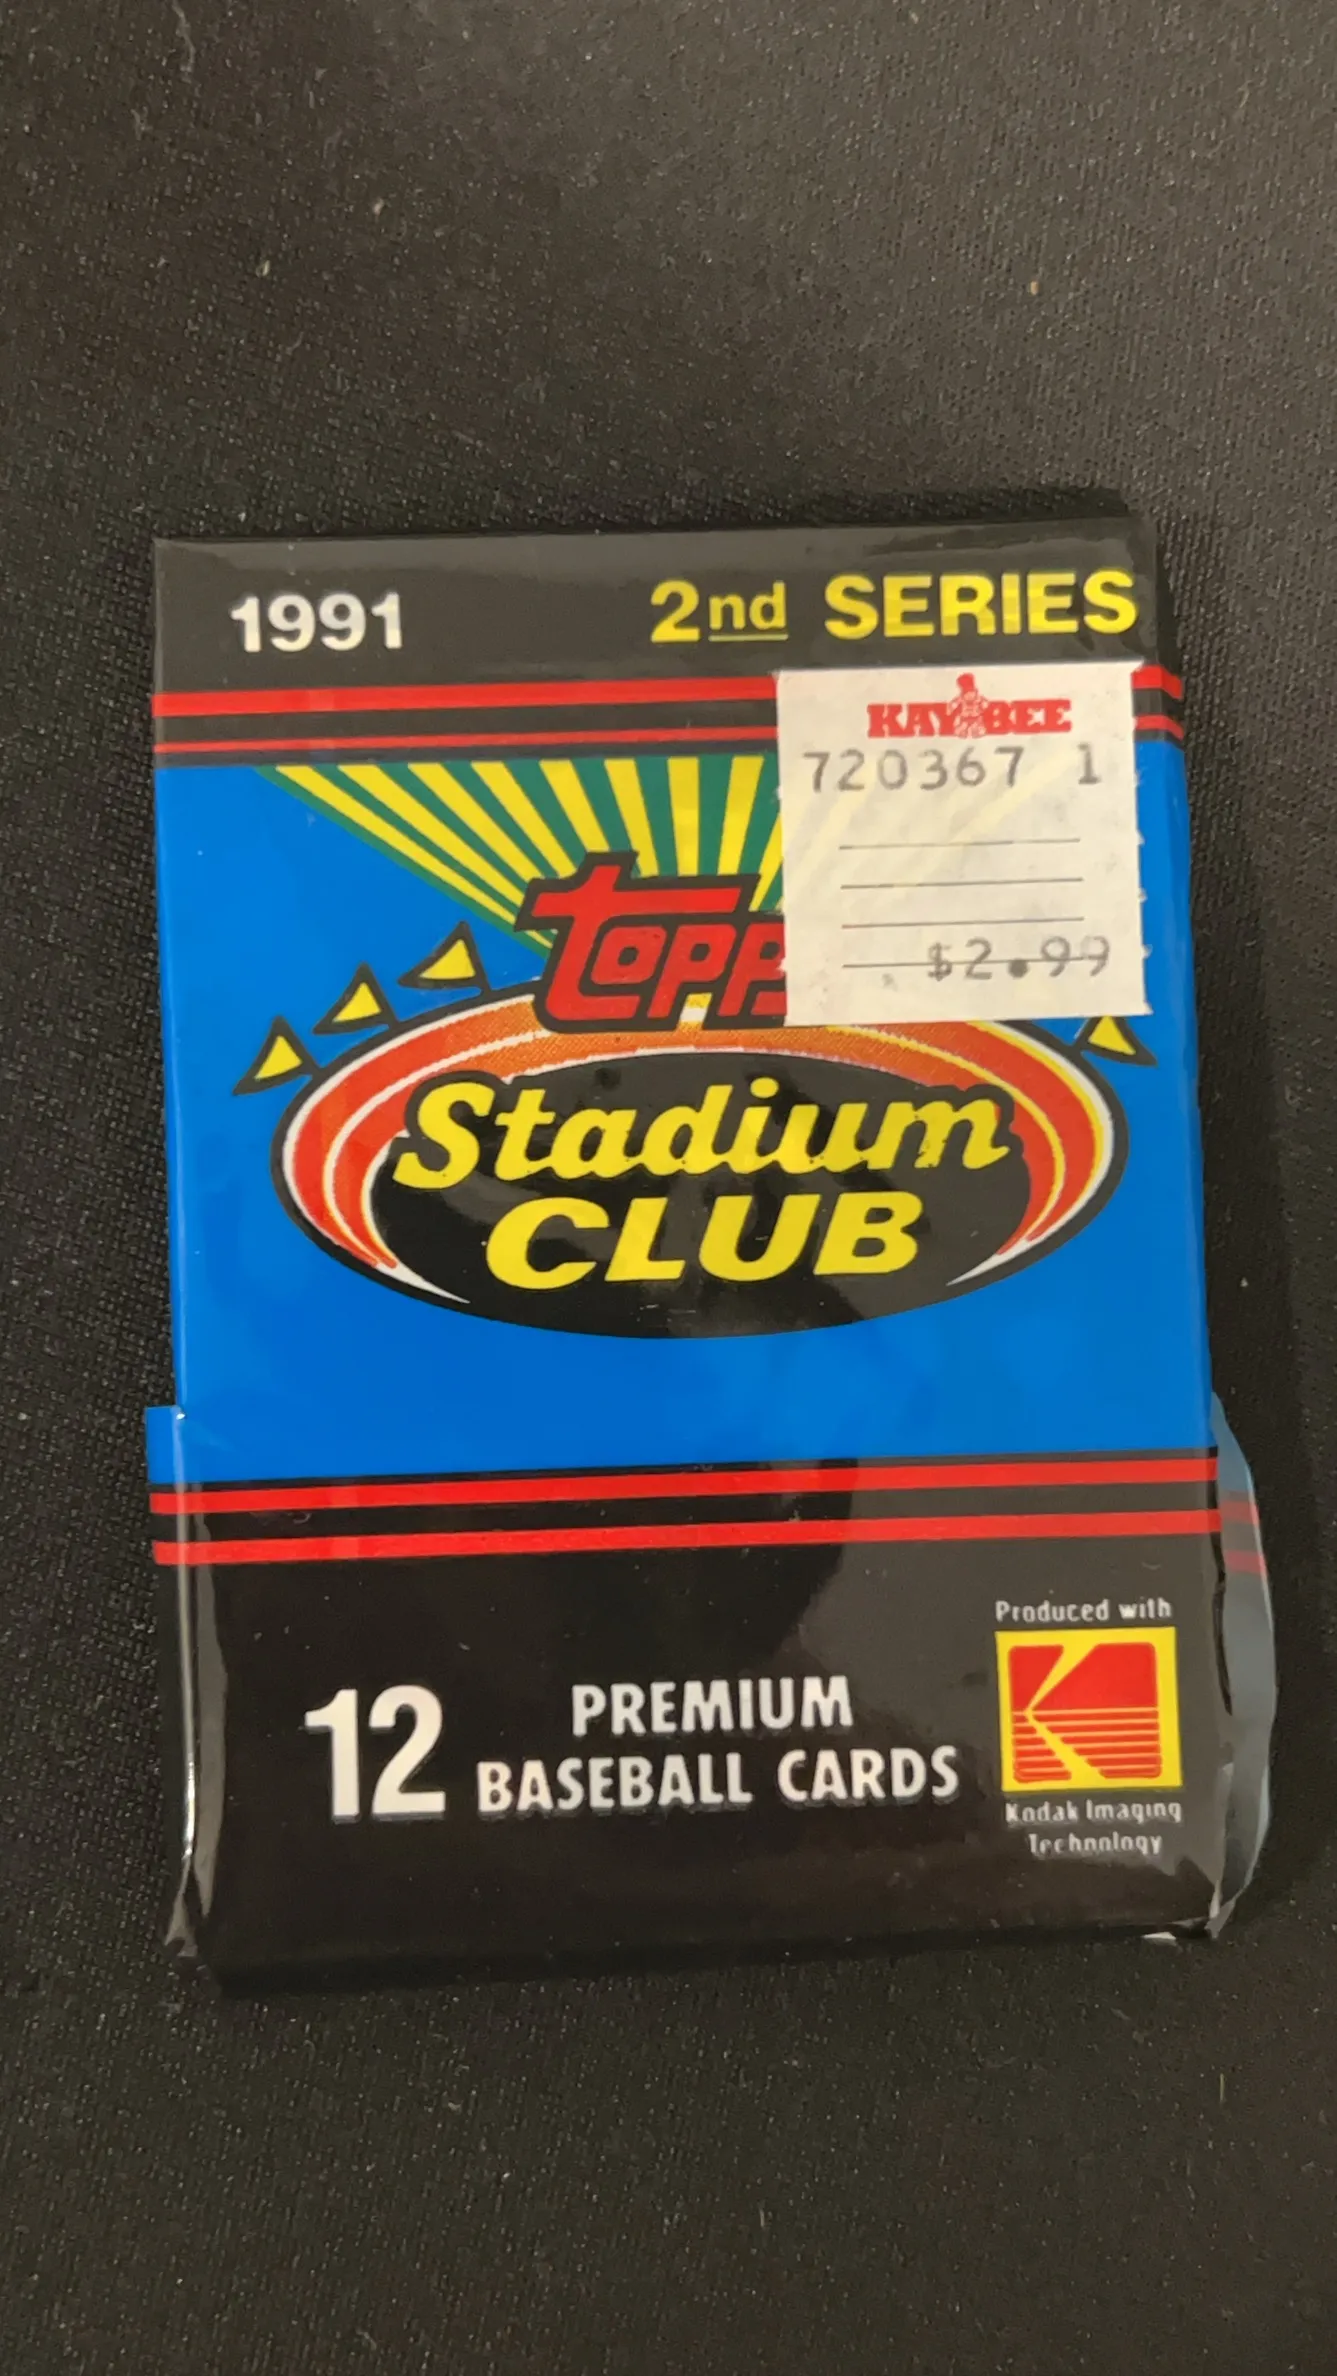 1991 2nd SERIES
KAY BEE
720367 1
$2.99
TOPPS
Stadium
CLUB
Produced with
12 PREMIUM
BASEBALL CARDS
Kodak Imaging
Technology